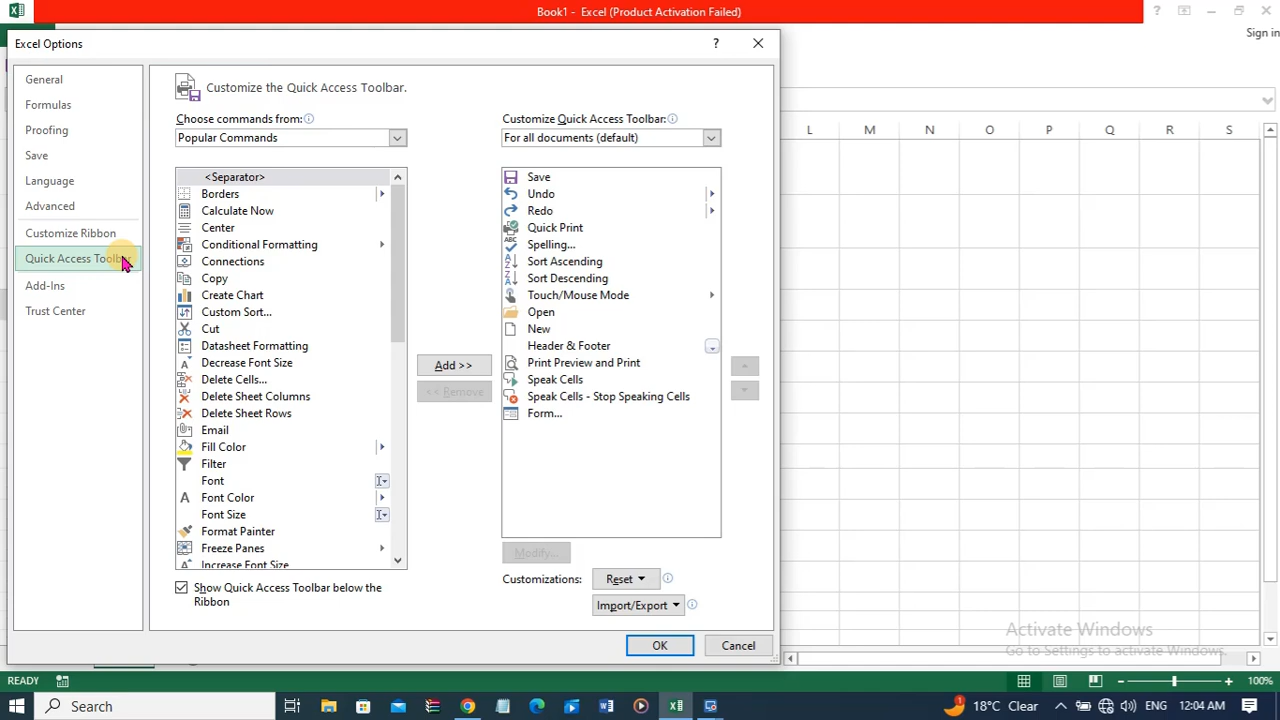 Book1 - Excel (Product Activation Failed)
Sign in
Excel Options
General
Formulas
Proofing
Save
Language
Advanced
Customize Ribbon
Quick Access Toolbar
Add-Ins
Trust Center
Customize the Quick Access Toolbar.
Choose commands from:
Popular Commands
<Separator>
Borders
Calculate Now
Center
Conditional Formatting
Connections
Copy
Create Chart
Custom Sort...
Cut
Datasheet Formatting
Decrease Font Size
Delete Cells...
Delete Sheet Columns
Delete Sheet Rows
Email
Fill Color
Filter
Font
Font Color
Font Size
Format Painter
Freeze Panes
Increase Font Size
Show Quick Access Toolbar below the
Ribbon
Add >>
<< Remove
Customize Quick Access Toolbar:
For all documents (default)
Save
Undo
Redo
Quick Print
Spelling...
Sort Ascending
Sort Descending
Touch/Mouse Mode
Open
New
Header & Footer
Print Preview and Print
Speak Cells
Speak Cells - Stop Speaking Cells
Form...
Modify...
Customizations:
Reset
Import/Export
OK
Cancel
L M N O P Q R S
Activate Windows
Go to Settings to activate Windows.
READY
100%
Search
18°C Clear
ENG
12:04 AM